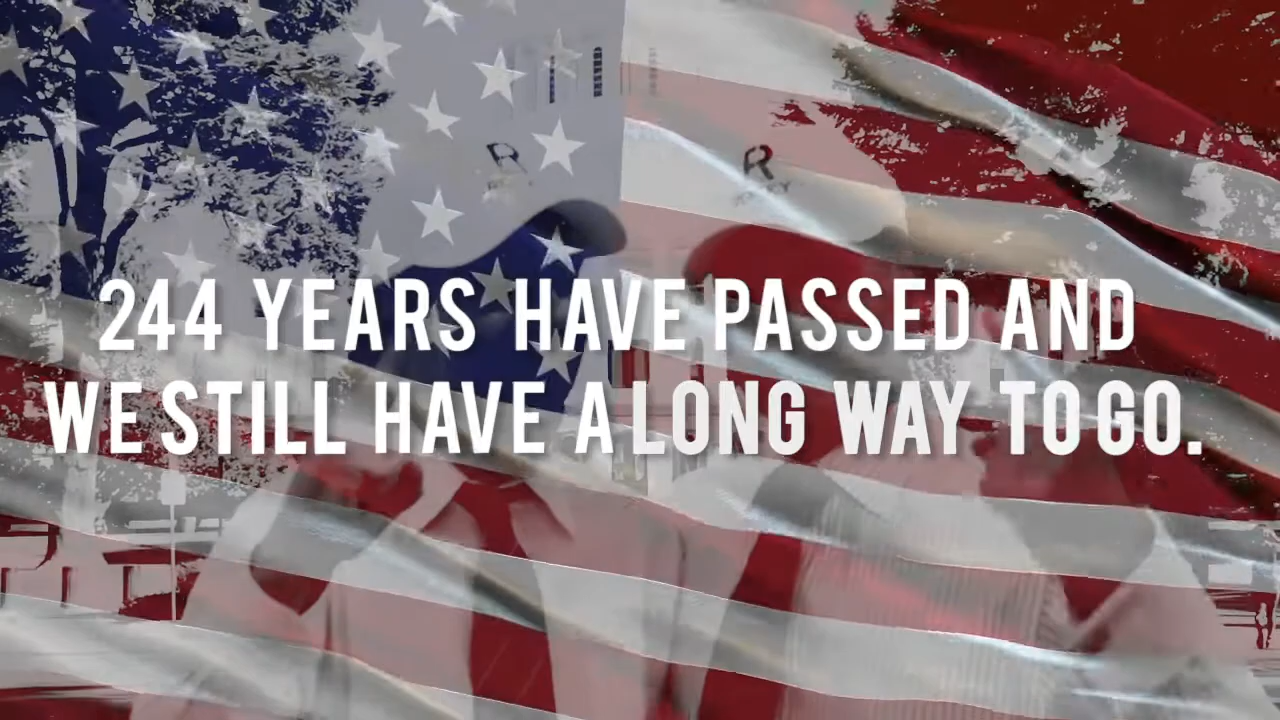 R
R
244 YEARS HAVE PASSED AND
WE STILL HAVE A LONG WAY TO GO.